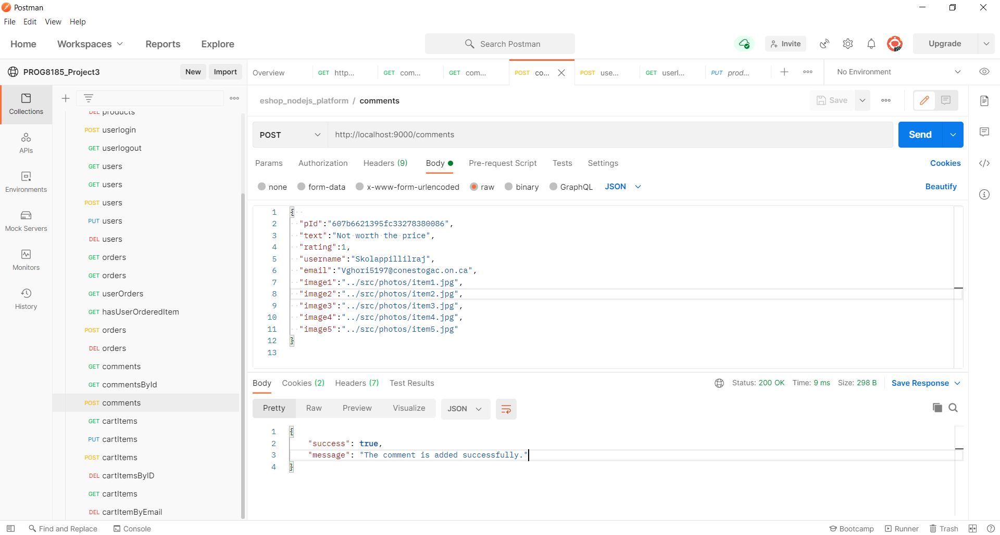 Postman
File Edit View Help
Home Workspaces Reports Explore Search Postman Invite Upgrade
PROG8185_Project3 New Import
Overview GET http... GET com... GET com... POST co... POST use... GET userl... PUT prod... No Environment
Collections
APIs
Environments
Mock Servers
Monitors
History
DEL products
POST userlogin
GET userlogout
GET users
GET users
POST users
PUT users
DEL users
GET orders
GET orders
GET userOrders
GET hasUserOrderedItem
POST orders
DEL orders
GET comments
GET commentsById
POST comments
GET cartItems
PUT cartItems
POST cartItems
DEL cartItemsByID
GET cartItems
DEL cartItemByEmail
eshop_nodejs_platform / comments Save
POST http://localhost:9000/comments Send
Params Authorization Headers (9) Body Pre-request Script Tests Settings Cookies
none form-data x-www-form-urlencoded raw binary GraphQL JSON Beautify
1 {
2 "pId":"607b6621395fc33278380086",
3 "text":"Not worth the price",
4 "rating":1,
5 "username":"Skolappillilraj",
6 "email":"Vghori5197@conestogac.on.ca",
7 "image1":"../src/photos/item1.jpg",
8 "image2":"../src/photos/item2.jpg",
9 "image3":"../src/photos/item3.jpg",
10 "image4":"../src/photos/item4.jpg",
11 "image5":"../src/photos/item5.jpg"
12 }
13
Body Cookies (2) Headers (7) Test Results Status: 200 OK Time: 9 ms Size: 298 B Save Response
Pretty Raw Preview Visualize JSON
1 {
2 "success": true,
3 "message": "The comment is added successfully."
4 }
Find and Replace Console Bootcamp Runner Trash